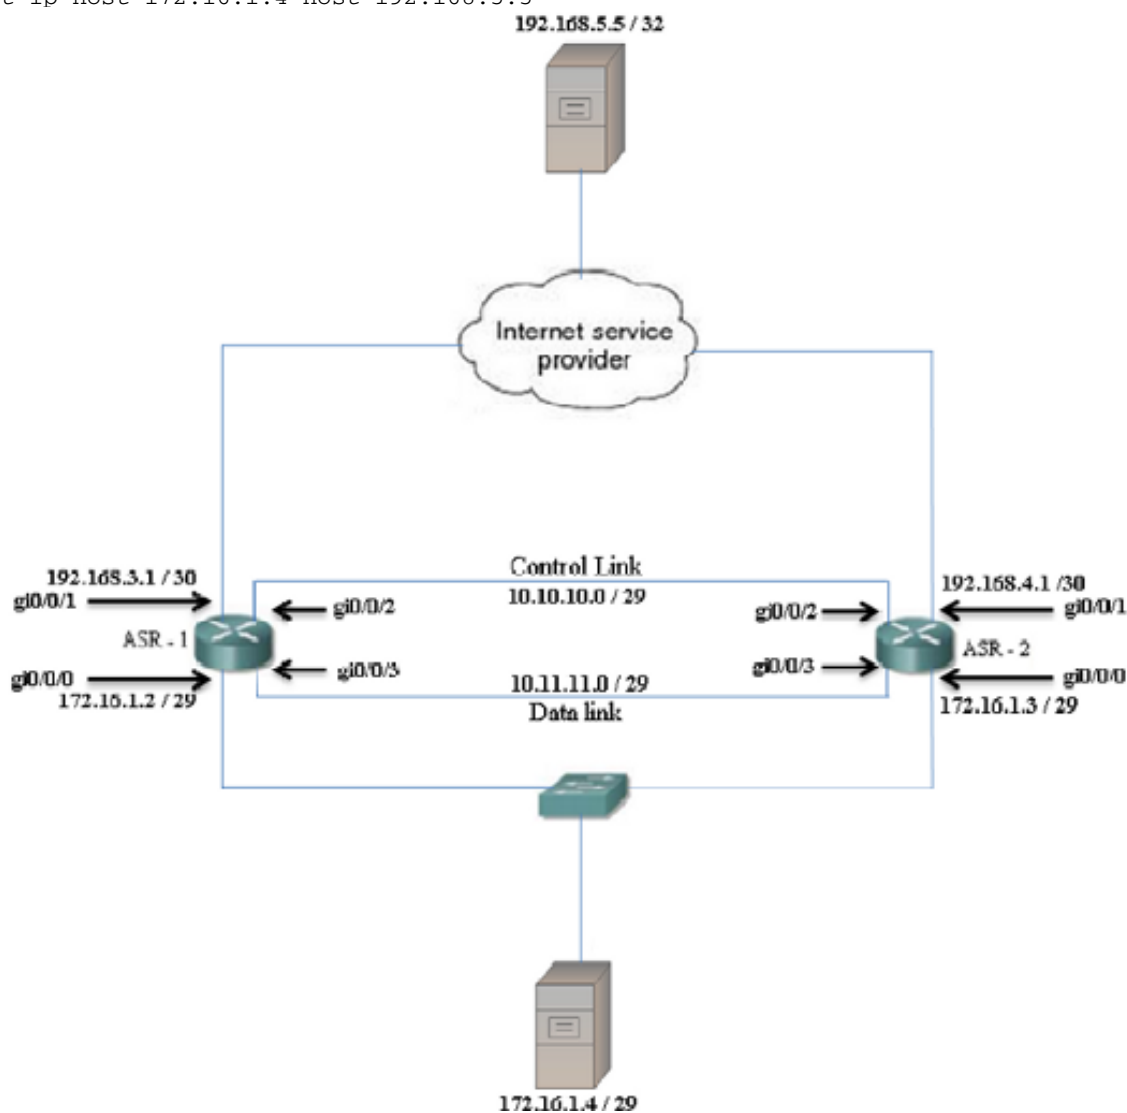 t ip host 172.16.1.4 host 192.168.5.5
192.168.5.5 / 32
Internet service
provider
Control Link
10.10.10.0 / 29
192.168.3.1 / 30
gi0/0/1
gi0/0/2
ASR - 1
gi0/0/3
gi0/0/0
172.16.1.2 / 29
192.168.4.1 /30
gi0/0/2
gi0/0/1
ASR - 2
gi0/0/3
gi0/0/0
172.16.1.3 / 29
10.11.11.0 / 29
Data link
172.16.1.4 / 29